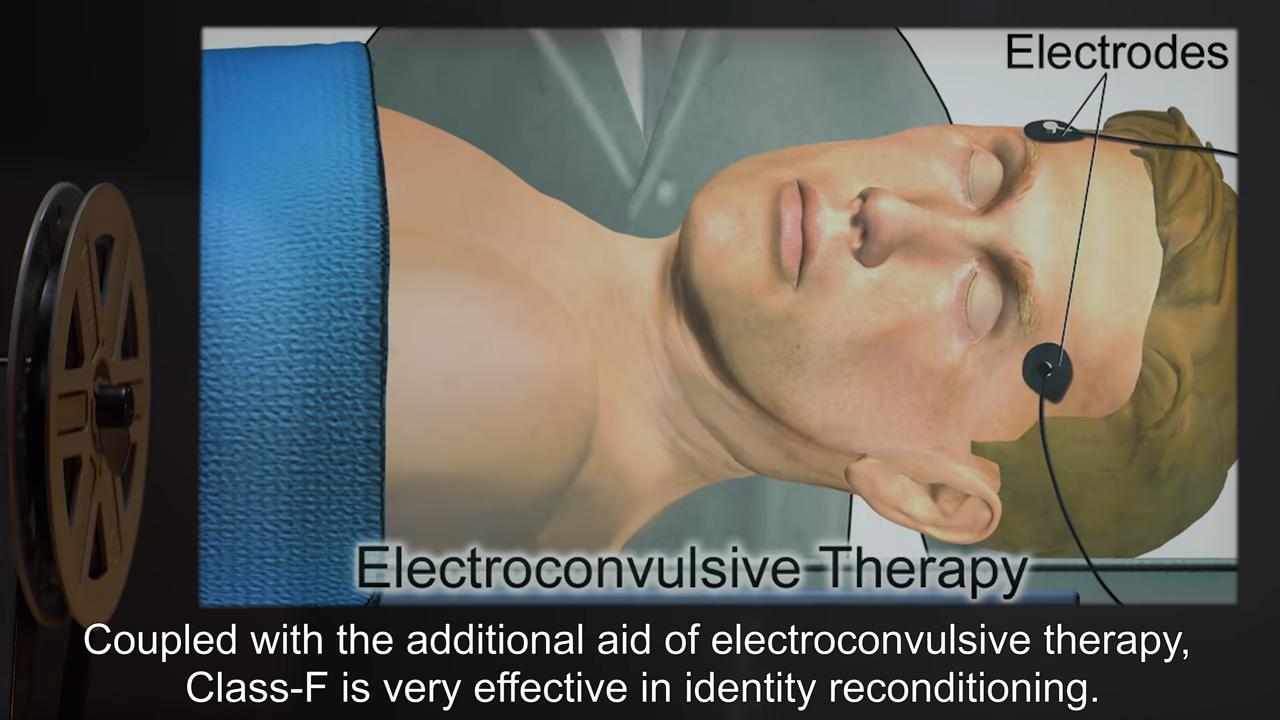 Electrodes
Electroconvulsive Therapy
Coupled with the additional aid of electroconvulsive therapy,
Class-F is very effective in identity reconditioning.